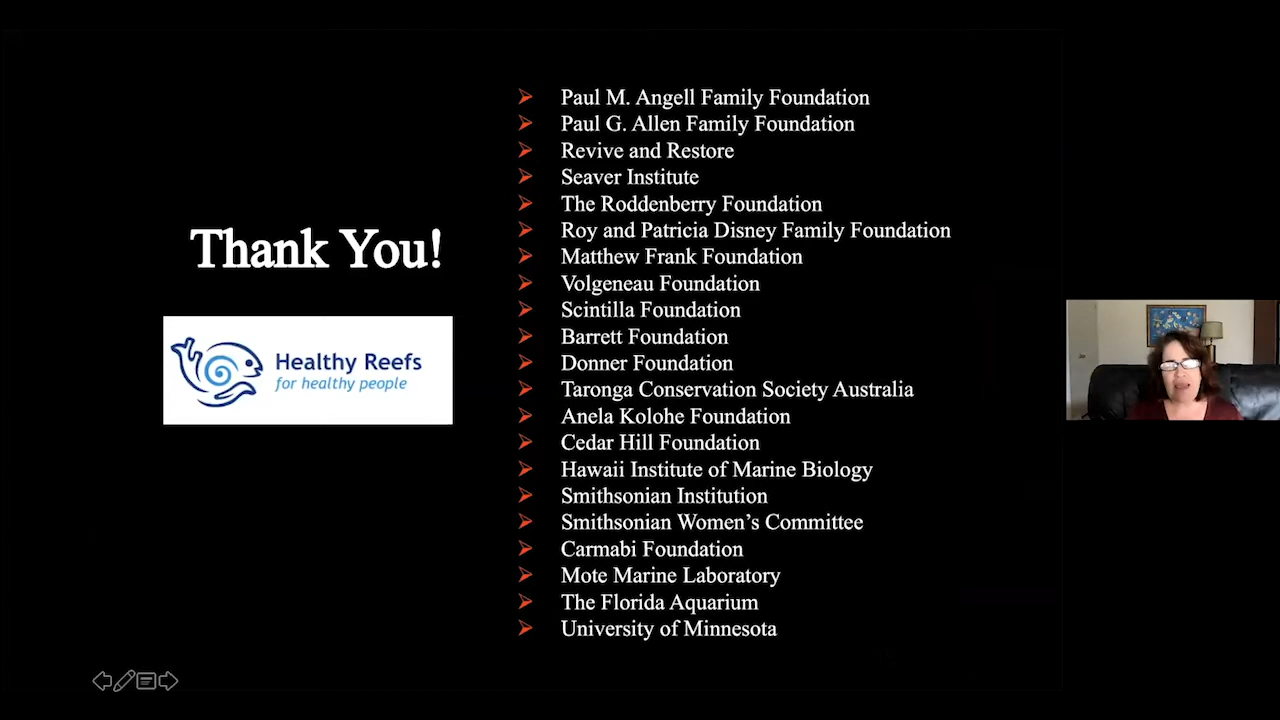 Thank You!
Healthy Reefs
for healthy people
Paul M. Angell Family Foundation
Paul G. Allen Family Foundation
Revive and Restore
Seaver Institute
The Roddenberry Foundation
Roy and Patricia Disney Family Foundation
Matthew Frank Foundation
Volgeneau Foundation
Scintilla Foundation
Barrett Foundation
Donner Foundation
Taronga Conservation Society Australia
Anela Kolohe Foundation
Cedar Hill Foundation
Hawaii Institute of Marine Biology
Smithsonian Institution
Smithsonian Women’s Committee
Carmabi Foundation
Mote Marine Laboratory
The Florida Aquarium
University of Minnesota